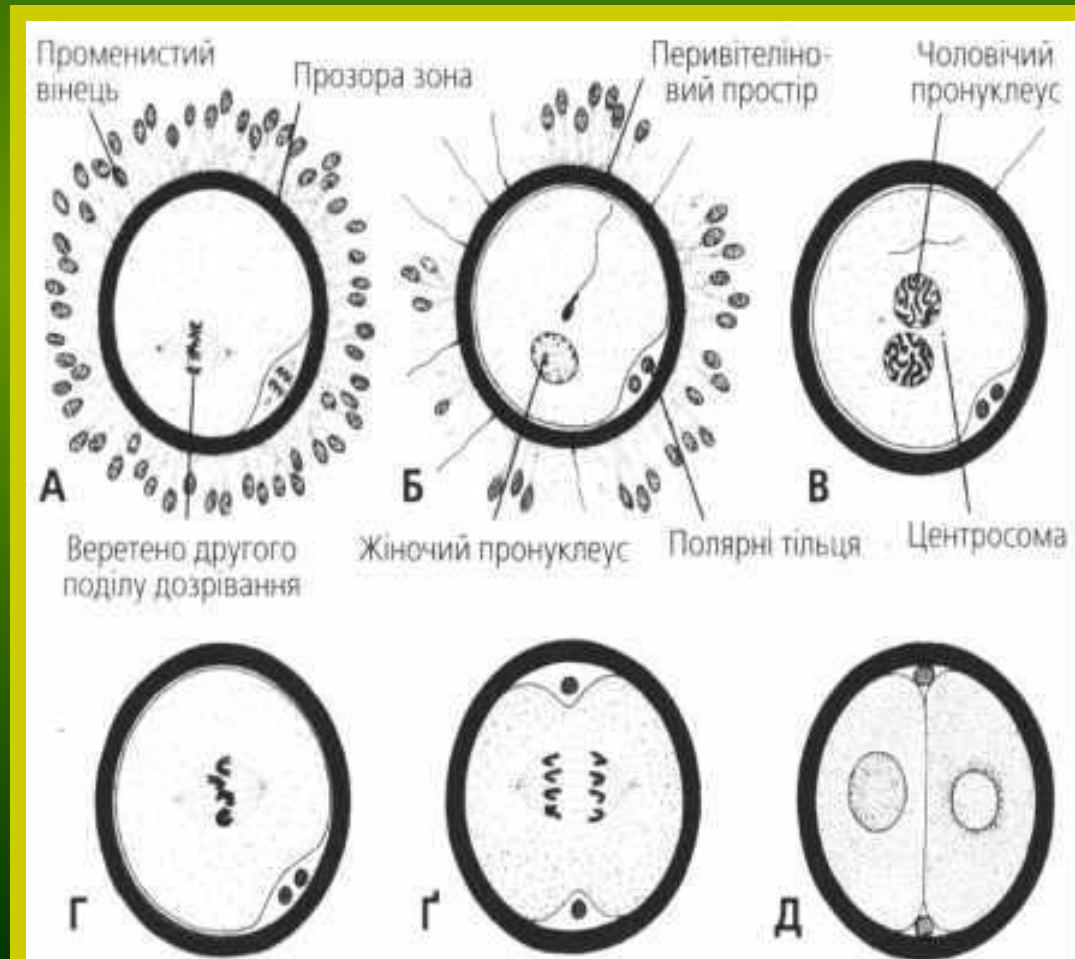 Променистий
вінець
Прозора зона
Перивітеліно-
вий простір
Чоловічий
пронуклеус
А
Б
В
Веретено другого
поділу дозрівання
Жіночий пронуклеус
Полярні тільця
Центросома
Г
Ґ
Д